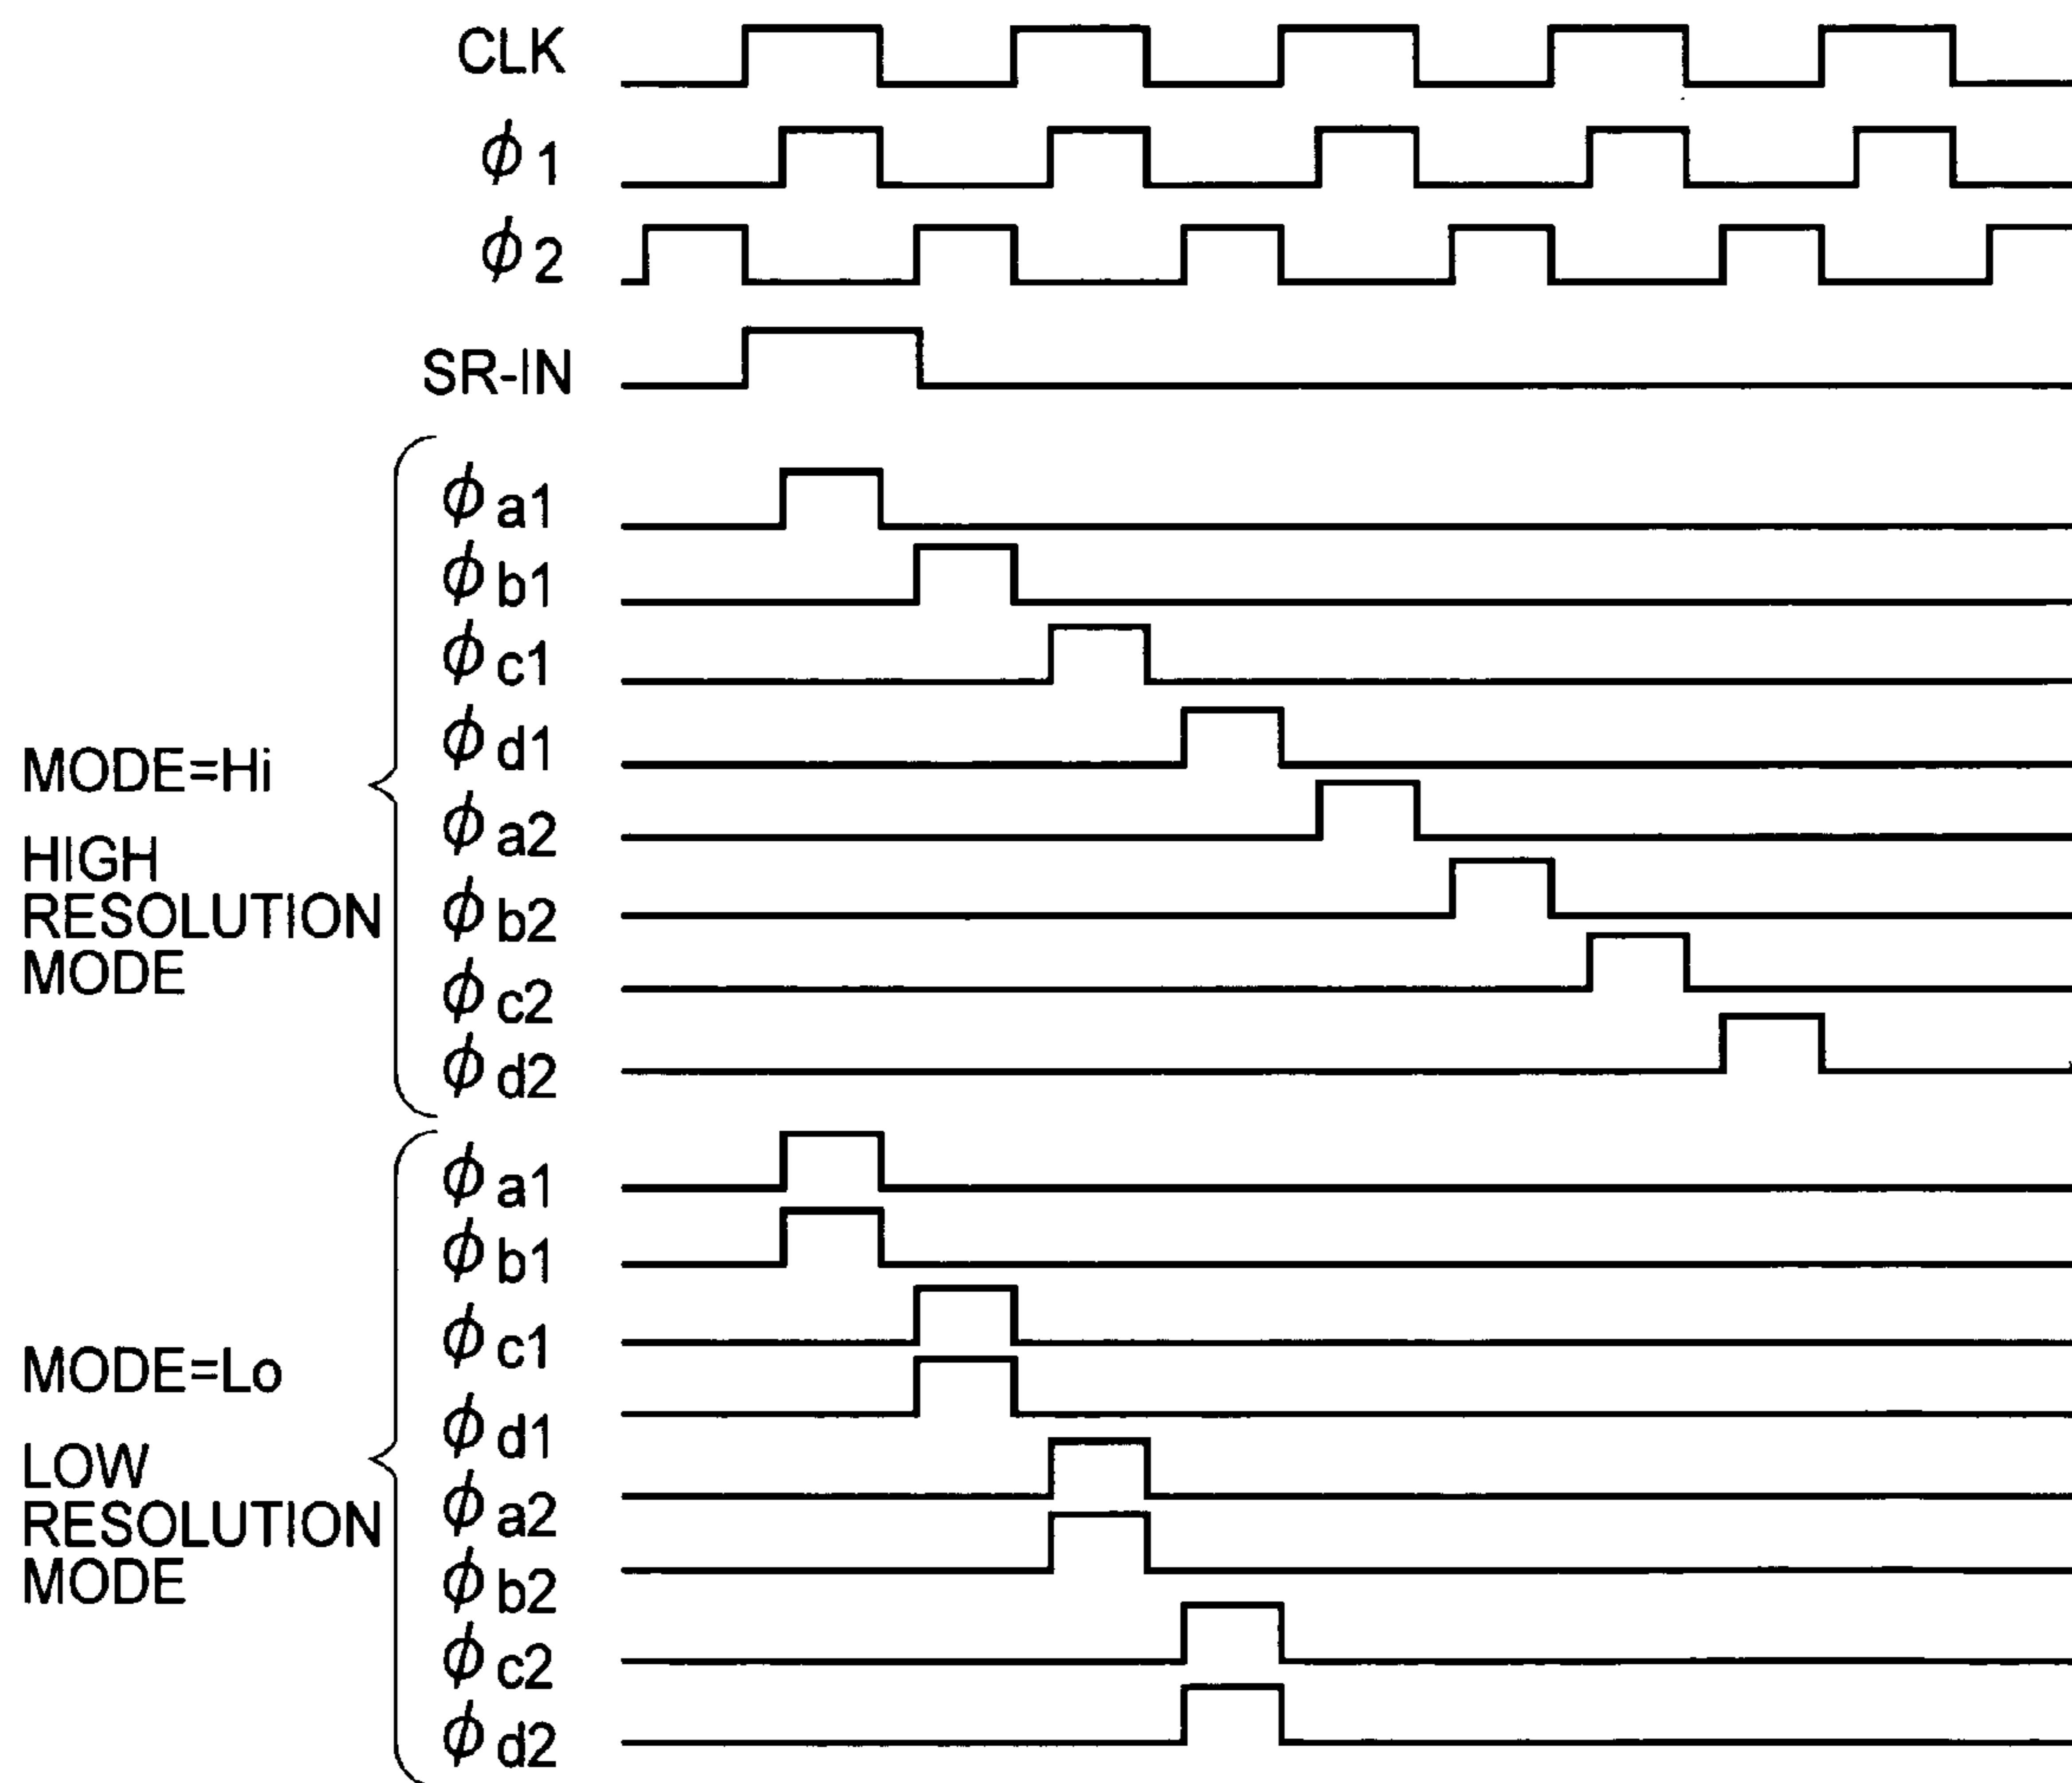 CLK
ϕ1
ϕ2
SR-IN
MODE=Hi
HIGH
RESOLUTION
MODE
ϕa1
ϕb1
ϕc1
ϕd1
ϕa2
ϕb2
ϕc2
ϕd2
MODE=Lo
LOW
RESOLUTION
MODE
ϕa1
ϕb1
ϕc1
ϕd1
ϕa2
ϕb2
ϕc2
ϕd2